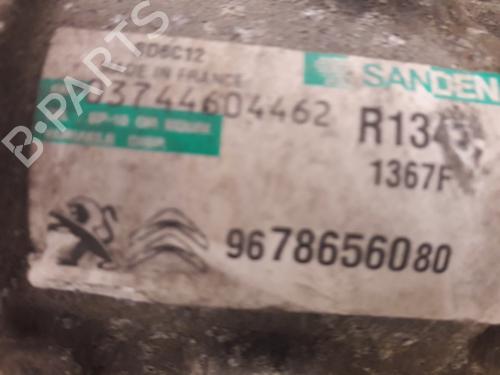 SD6C12
SANDEN
MADE IN FRANCE
03744604462
R134
1367F
9678656080
B-PARTS